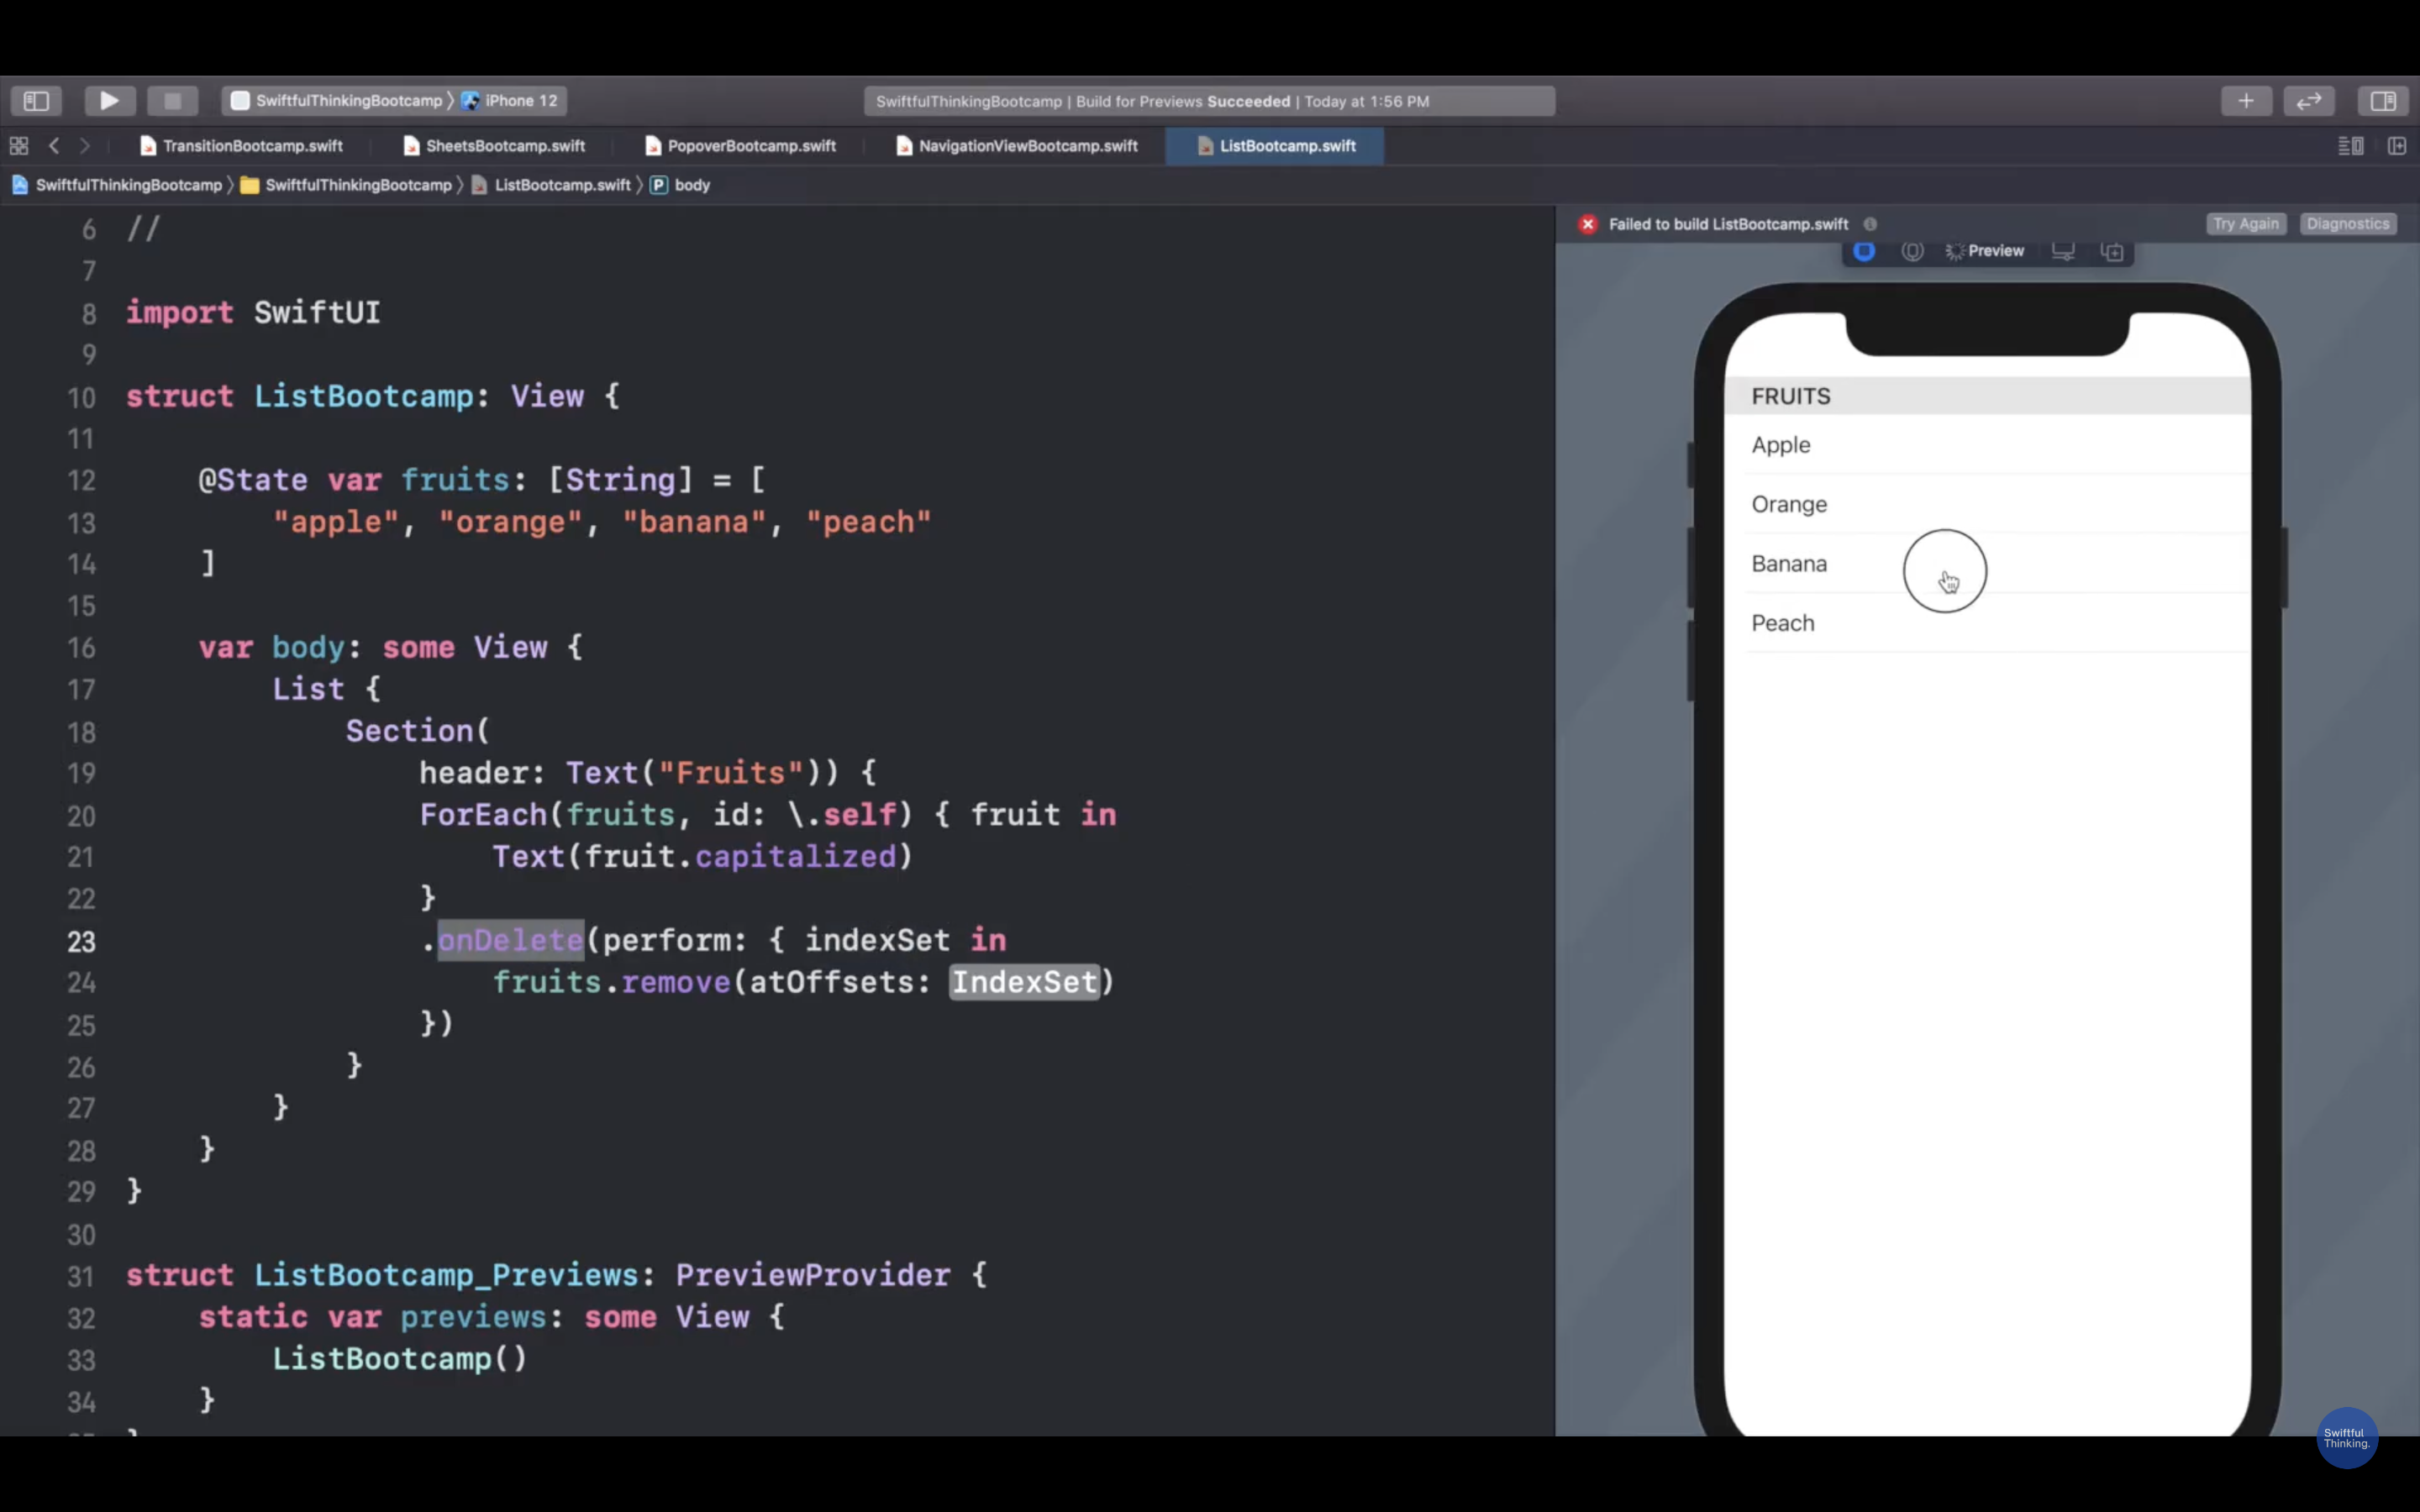 SwiftfulThinkingBootcamp 〉 iPhone 12
SwiftfulThinkingBootcamp | Build for Previews Succeeded | Today at 1:56 PM
TransitionBootcamp.swift
SheetsBootcamp.swift
PopoverBootcamp.swift
NavigationViewBootcamp.swift
ListBootcamp.swift
SwiftfulThinkingBootcamp 〉 SwiftfulThinkingBootcamp 〉 ListBootcamp.swift 〉 P body
6 //
7
8 import SwiftUI
9
10 struct ListBootcamp: View {
11
12 @State var fruits: [String] = [
13 "apple", "orange", "banana", "peach"
14 ]
15
16 var body: some View {
17 List {
18 Section(
19 header: Text("Fruits")) {
20 ForEach(fruits, id: \.self) { fruit in
21 Text(fruit.capitalized)
22 }
23 .onDelete(perform: { indexSet in
24 fruits.remove(atOffsets: IndexSet)
25 })
26 }
27 }
28 }
29 }
30
31 struct ListBootcamp_Previews: PreviewProvider {
32 static var previews: some View {
33 ListBootcamp()
34 }
Failed to build ListBootcamp.swift
Try Again
Diagnostics
Preview
FRUITS
Apple
Orange
Banana
Peach
Swiftful
Thinking.